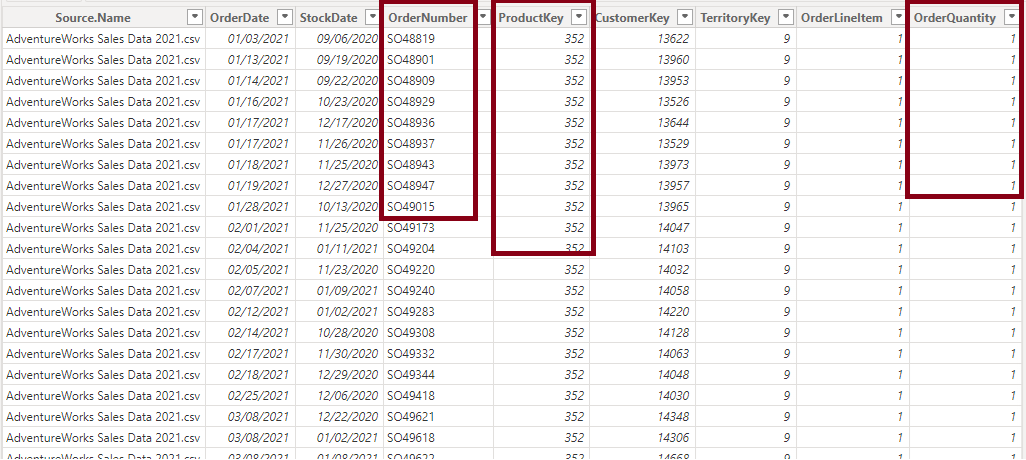 Source.Name OrderDate StockDate OrderNumber ProductKey CustomerKey TerritoryKey OrderLineItem OrderQuantity
AdventureWorks Sales Data 2021.csv 01/03/2021 09/06/2020 SO48819 352 13622 9 1 1
AdventureWorks Sales Data 2021.csv 01/13/2021 09/19/2020 SO48901 352 13960 9 1 1
AdventureWorks Sales Data 2021.csv 01/14/2021 09/22/2020 SO48909 352 13953 9 1 1
AdventureWorks Sales Data 2021.csv 01/16/2021 10/23/2020 SO48929 352 13526 9 1 1
AdventureWorks Sales Data 2021.csv 01/17/2021 12/17/2020 SO48936 352 13644 9 1 1
AdventureWorks Sales Data 2021.csv 01/17/2021 11/26/2020 SO48937 352 13529 9 1 1
AdventureWorks Sales Data 2021.csv 01/18/2021 11/25/2020 SO48943 352 13973 9 1 1
AdventureWorks Sales Data 2021.csv 01/19/2021 12/27/2020 SO48947 352 13957 9 1 1
AdventureWorks Sales Data 2021.csv 01/28/2021 10/13/2020 SO49015 352 13965 9 1 1
AdventureWorks Sales Data 2021.csv 02/01/2021 11/25/2020 SO49173 352 14047 9 1 1
AdventureWorks Sales Data 2021.csv 02/04/2021 01/11/2021 SO49204 352 14103 9 1 1
AdventureWorks Sales Data 2021.csv 02/05/2021 11/23/2020 SO49220 352 14032 9 1 1
AdventureWorks Sales Data 2021.csv 02/07/2021 01/09/2021 SO49240 352 14058 9 1 1
AdventureWorks Sales Data 2021.csv 02/12/2021 01/02/2021 SO49283 352 14220 9 1 1
AdventureWorks Sales Data 2021.csv 02/14/2021 10/28/2020 SO49308 352 14128 9 1 1
AdventureWorks Sales Data 2021.csv 02/17/2021 11/30/2020 SO49332 352 14063 9 1 1
AdventureWorks Sales Data 2021.csv 02/18/2021 12/29/2020 SO49344 352 14048 9 1 1
AdventureWorks Sales Data 2021.csv 02/25/2021 12/06/2020 SO49418 352 14030 9 1 1
AdventureWorks Sales Data 2021.csv 03/08/2021 12/22/2020 SO49621 352 14348 9 1 1
AdventureWorks Sales Data 2021.csv 03/08/2021 01/02/2021 SO49618 352 14306 9 1 1
AdventureWorks Sales Data 2021.csv 03/08/2021 01/08/2021 SO49622 352 14668 9 1 1